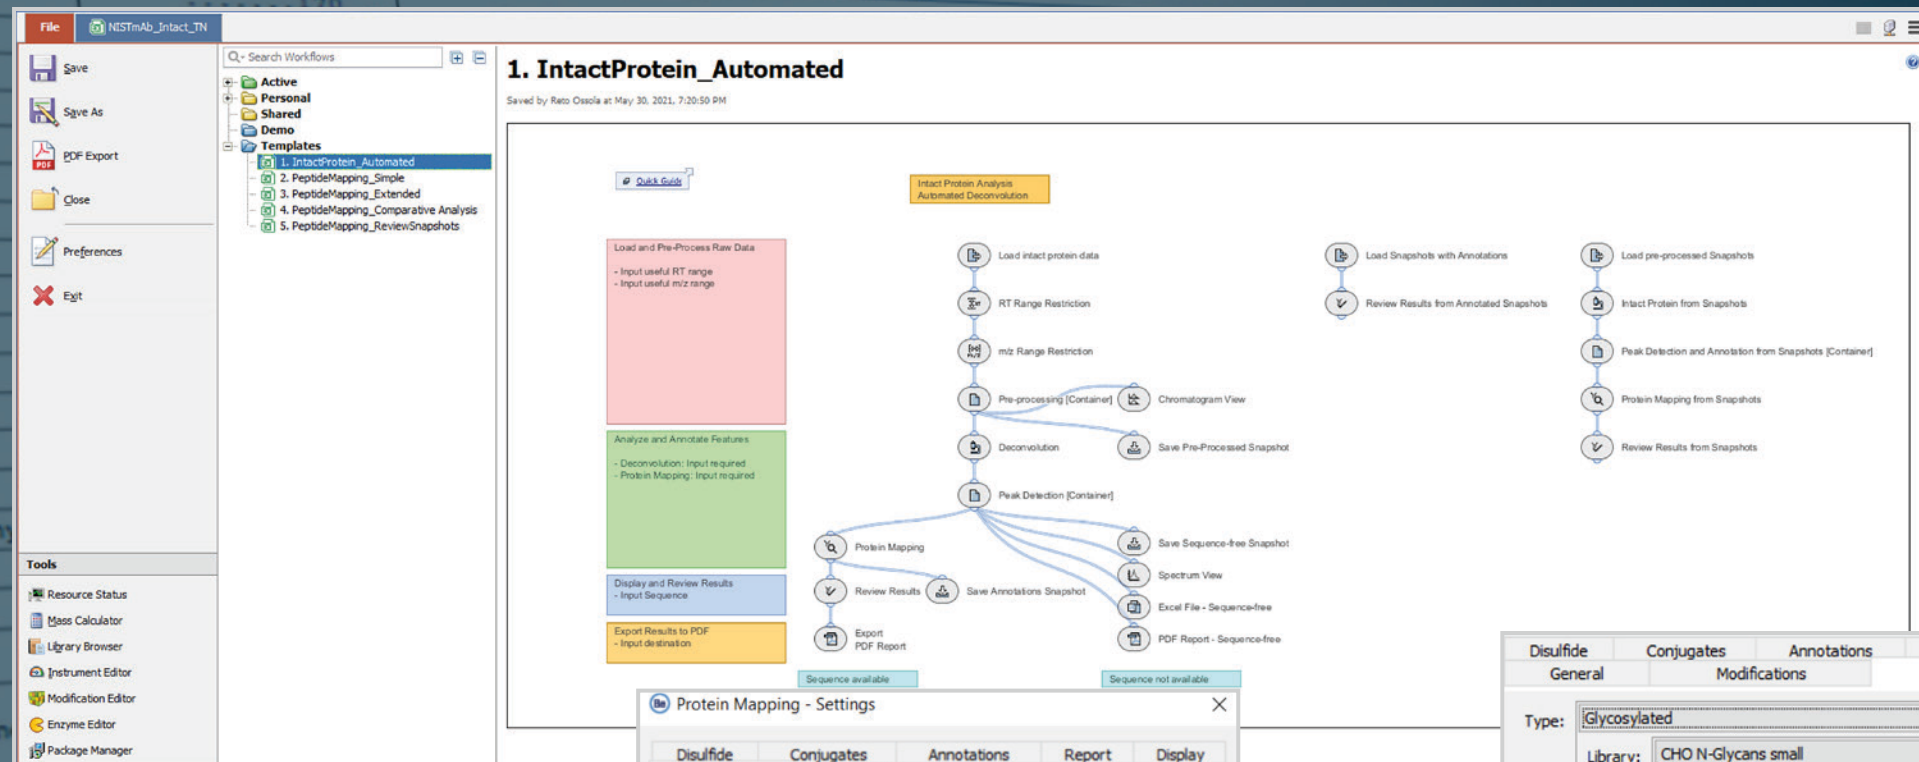 File
NISTmAb_Intact_TN
Save
Save As
PDF Export
Close
Preferences
Exit
Tools
Resource Status
Mass Calculator
Library Browser
Instrument Editor
Modification Editor
Enzyme Editor
Package Manager
Search Workflows
Active
Personal
Shared
Demo
Templates
1. IntactProtein_Automated
2. PeptideMapping_Simple
3. PeptideMapping_Extended
4. PeptideMapping_Comparative Analysis
5. PeptideMapping_ReviewSnapshots
1. IntactProtein_Automated
Saved by Reto Ossola at May 30, 2021, 7:20:50 PM
Quick Guide
Intact Protein Analysis
Automated Deconvolution
Load and Pre-Process Raw Data
- Input useful RT range
- Input useful m/z range
Analyze and Annotate Features
- Deconvolution: Input required
- Protein Mapping: Input required
Display and Review Results
- Input Sequence
Export Results to PDF
- Input destination
Load intact protein data
RT Range Restriction
m/z Range Restriction
Pre-processing [Container]
Chromatogram View
Deconvolution
Save Pre-Processed Snapshot
Peak Detection [Container]
Protein Mapping
Save Sequence-free Snapshot
Spectrum View
Review Results
Save Annotations Snapshot
Excel File - Sequence-free
Export
PDF Report
PDF Report - Sequence-free
Sequence available
Sequence not available
Load Snapshots with Annotations
Review Results from Annotated Snapshots
Load pre-processed Snapshots
Intact Protein from Snapshots
Peak Detection and Annotation from Snapshots [Container]
Protein Mapping from Snapshots
Review Results from Snapshots
Protein Mapping - Settings
Disulfide Conjugates Annotations Report Display
Disulfide Conjugates Annotations
General Modifications
Type: Glycosylated
Library: CHO N-Glycans small